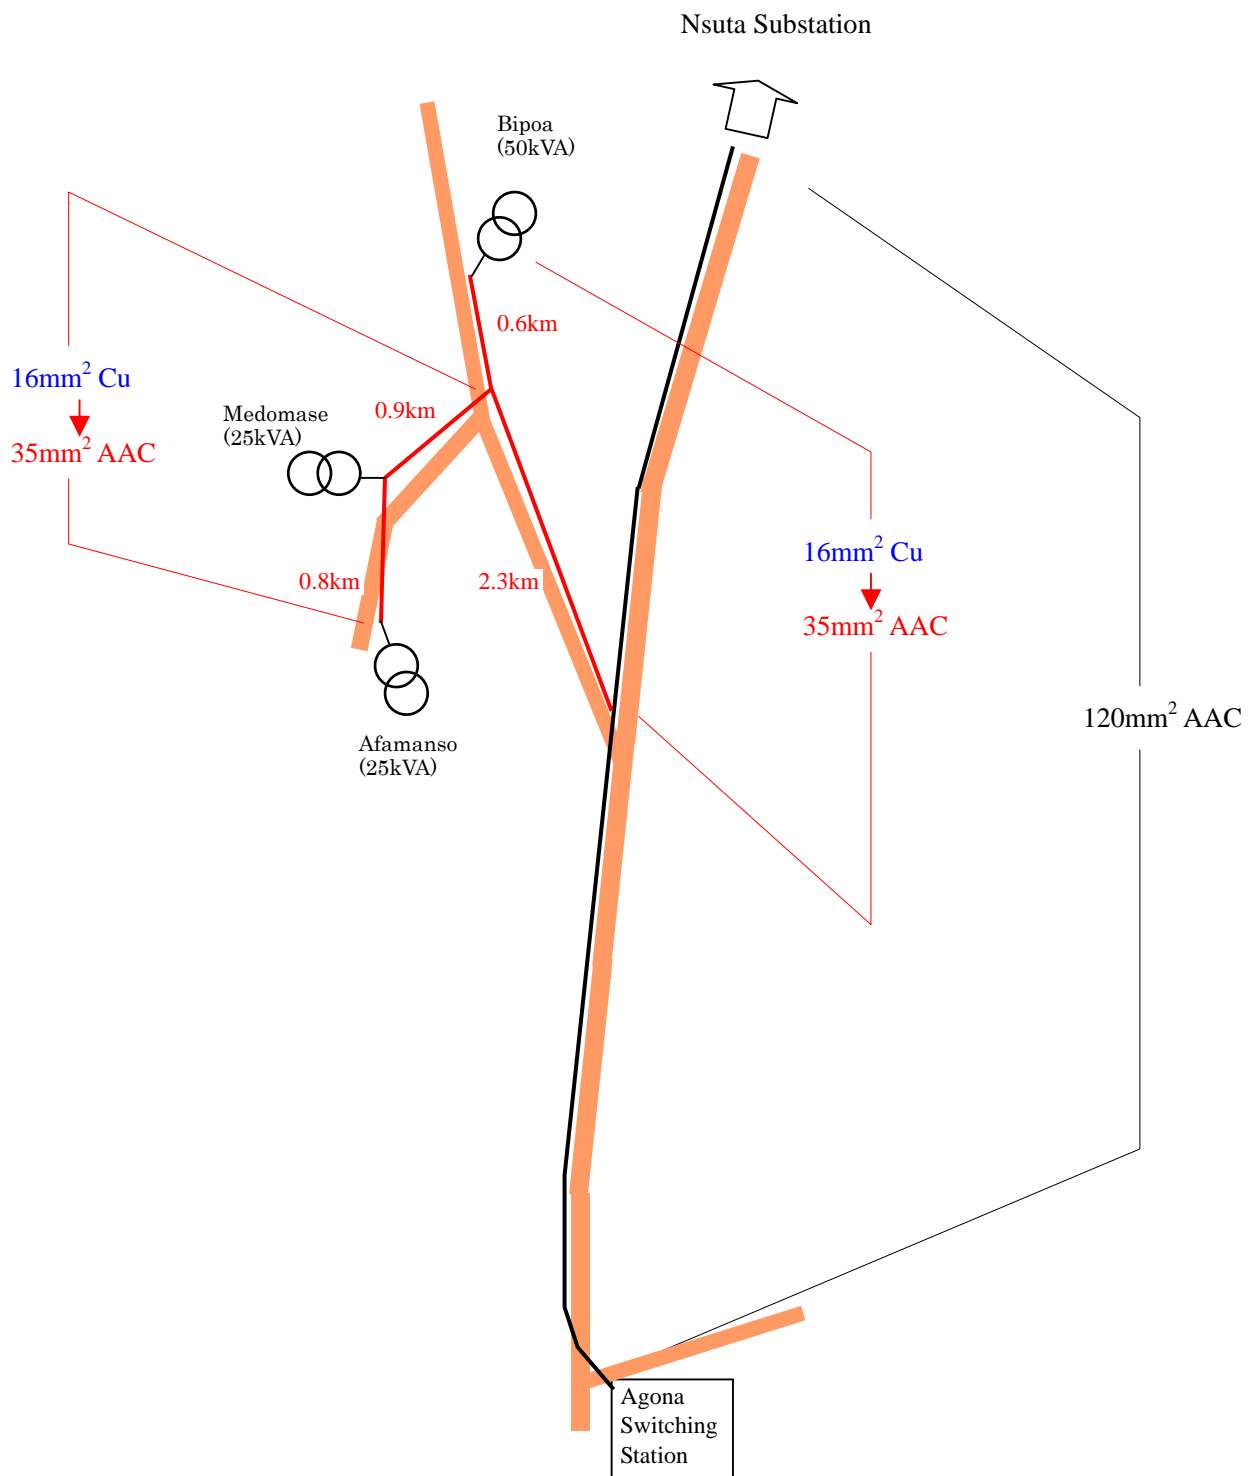 Nsuta Substation
Bipoa
(50kVA)
0.6km
16mm² Cu
0.9km
Medomase
(25kVA)
35mm² AAC
16mm² Cu
0.8km
2.3km
35mm² AAC
120mm² AAC
Afamanso
(25kVA)
Agona
Switching
Station